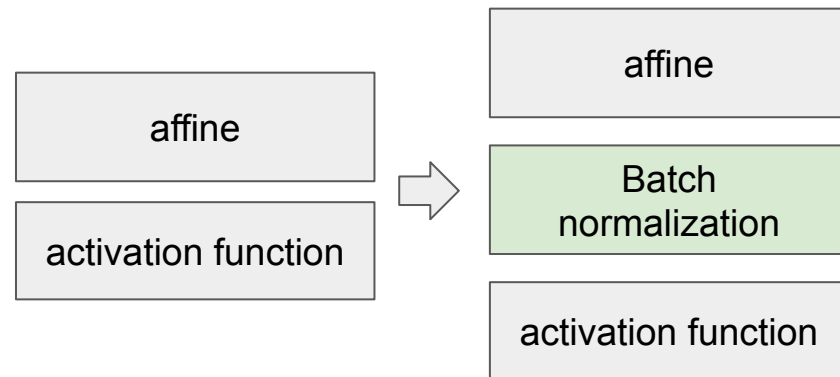 affine
activation function
affine
Batch
normalization
activation function